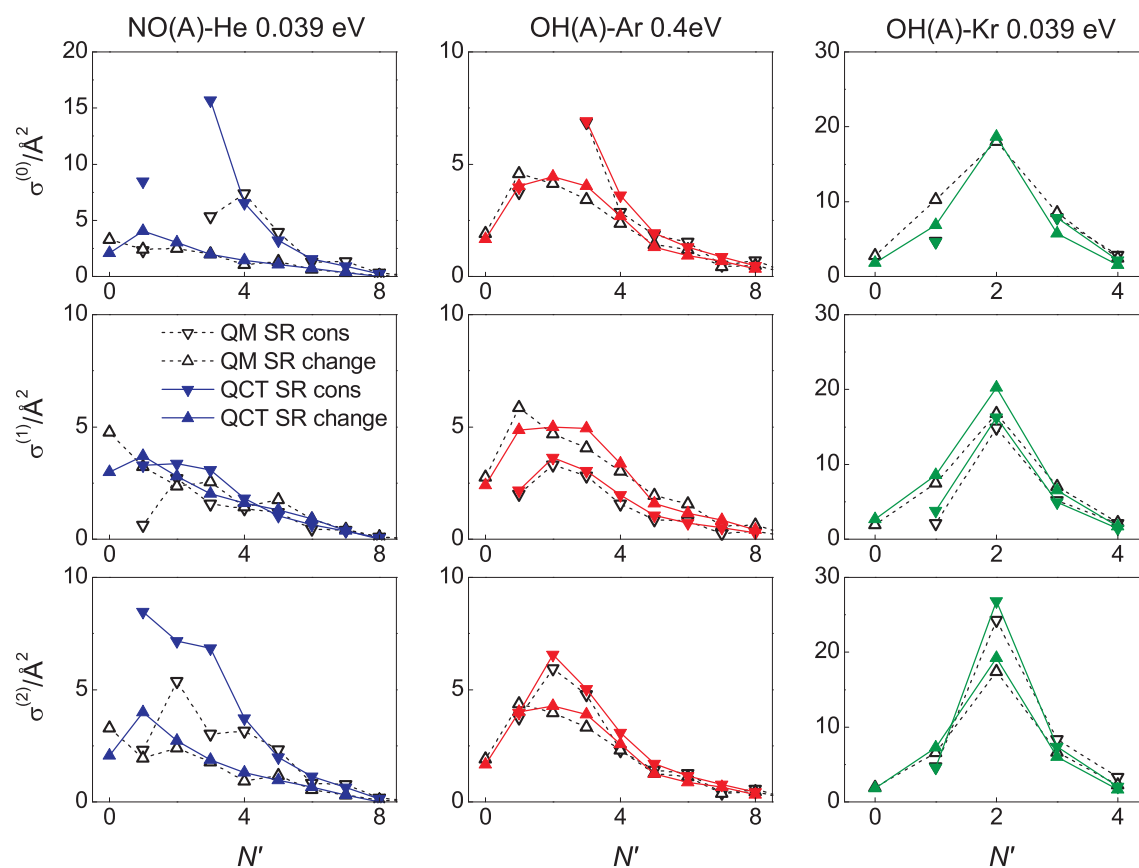 NO(A)-He 0.039 eV
OH(A)-Ar 0.4eV
OH(A)-Kr 0.039 eV
σ(0)/Å2
20
15
10
5
0
0 4 8
10
5
0
0 4 8
30
20
10
0
0 2 4
σ(1)/Å2
10
5
0
QM SR cons
QM SR change
QCT SR cons
QCT SR change
0 4 8
10
5
0
0 4 8
30
20
10
0
0 2 4
σ(2)/Å2
10
5
0
0 4 8
10
5
0
0 4 8
30
20
10
0
0 2 4
N′
N′
N′